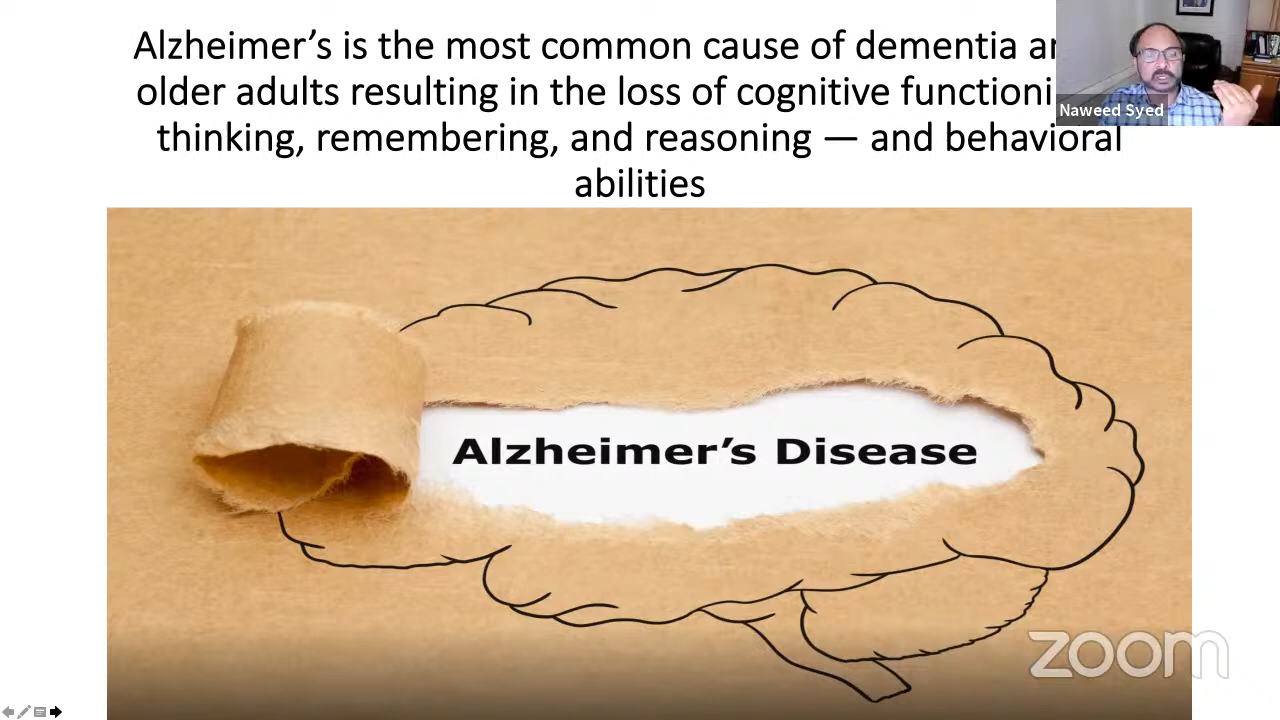 Alzheimer’s is the most common cause of dementia
older adults resulting in the loss of cognitive
thinking, remembering, and reasoning — and behavioral
abilities
Naweed Syed
Alzheimer’s Disease
zoom